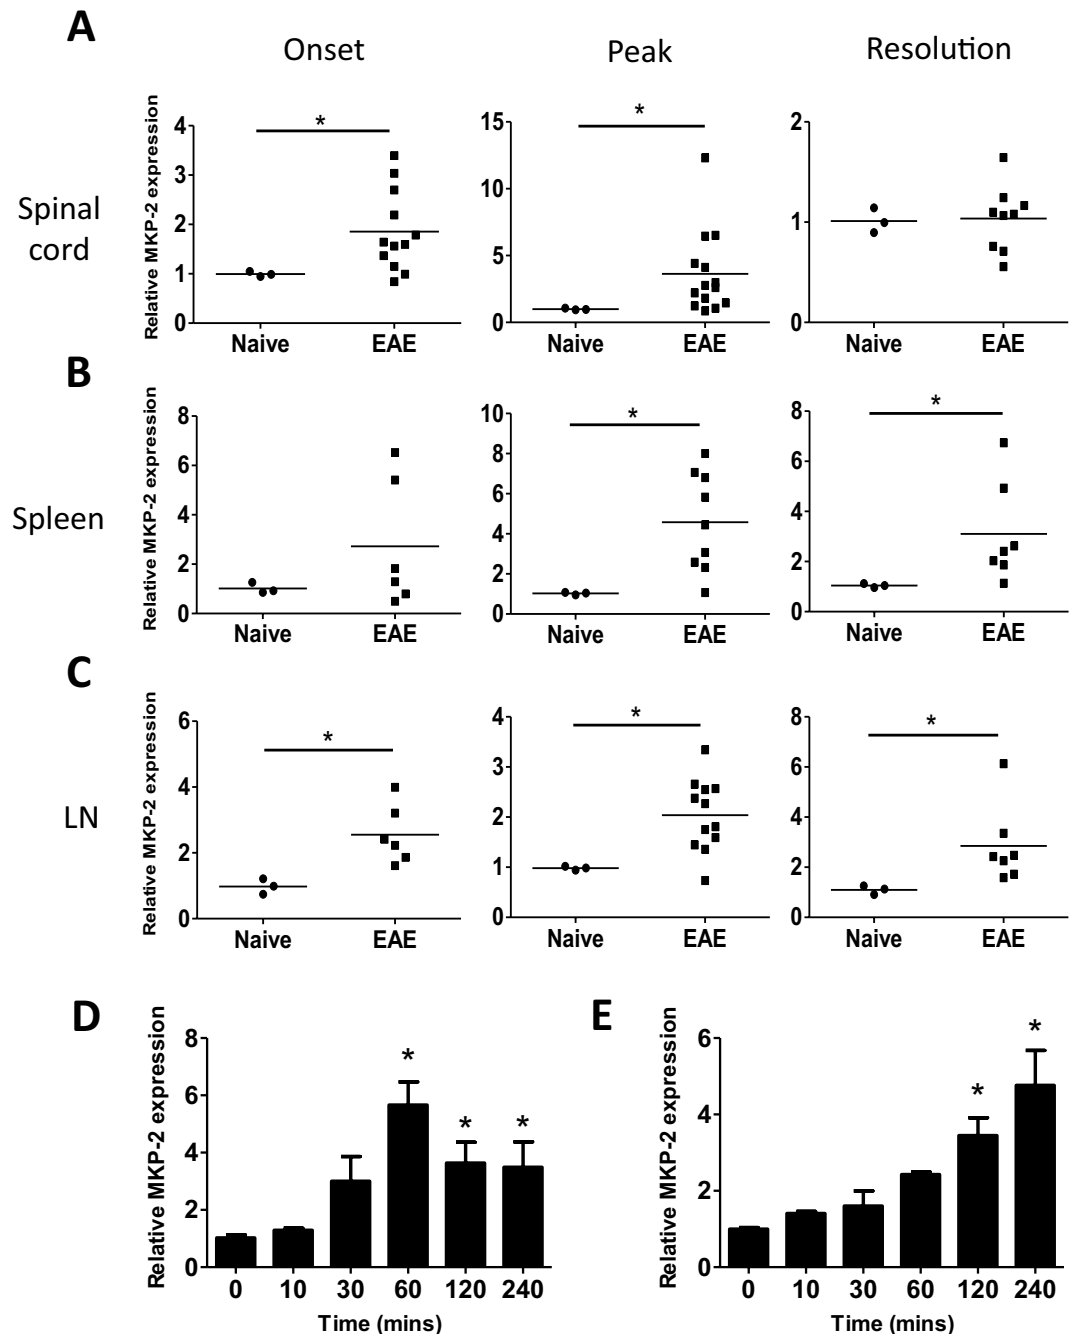 A
Onset Peak Resolution
Spinal cord
Relative MKP-2 expression
4 3 2 1 0
*
Naive EAE
15 10 5 0
*
Naive EAE
2 1 0
Naive EAE
B
Spleen
Relative MKP-2 expression
8 6 4 2 0
Naive EAE
10 8 6 4 2 0
*
Naive EAE
8 6 4 2 0
*
Naive EAE
C
LN
Relative MKP-2 expression
6 4 2 0
*
Naive EAE
4 3 2 1 0
*
Naive EAE
8 6 4 2 0
*
Naive EAE
D
Relative MKP-2 expression
8 6 4 2 0
* * *
0 10 30 60 120 240
Time (mins)
E
Relative MKP-2 expression
6 4 2 0
* *
0 10 30 60 120 240
Time (mins)